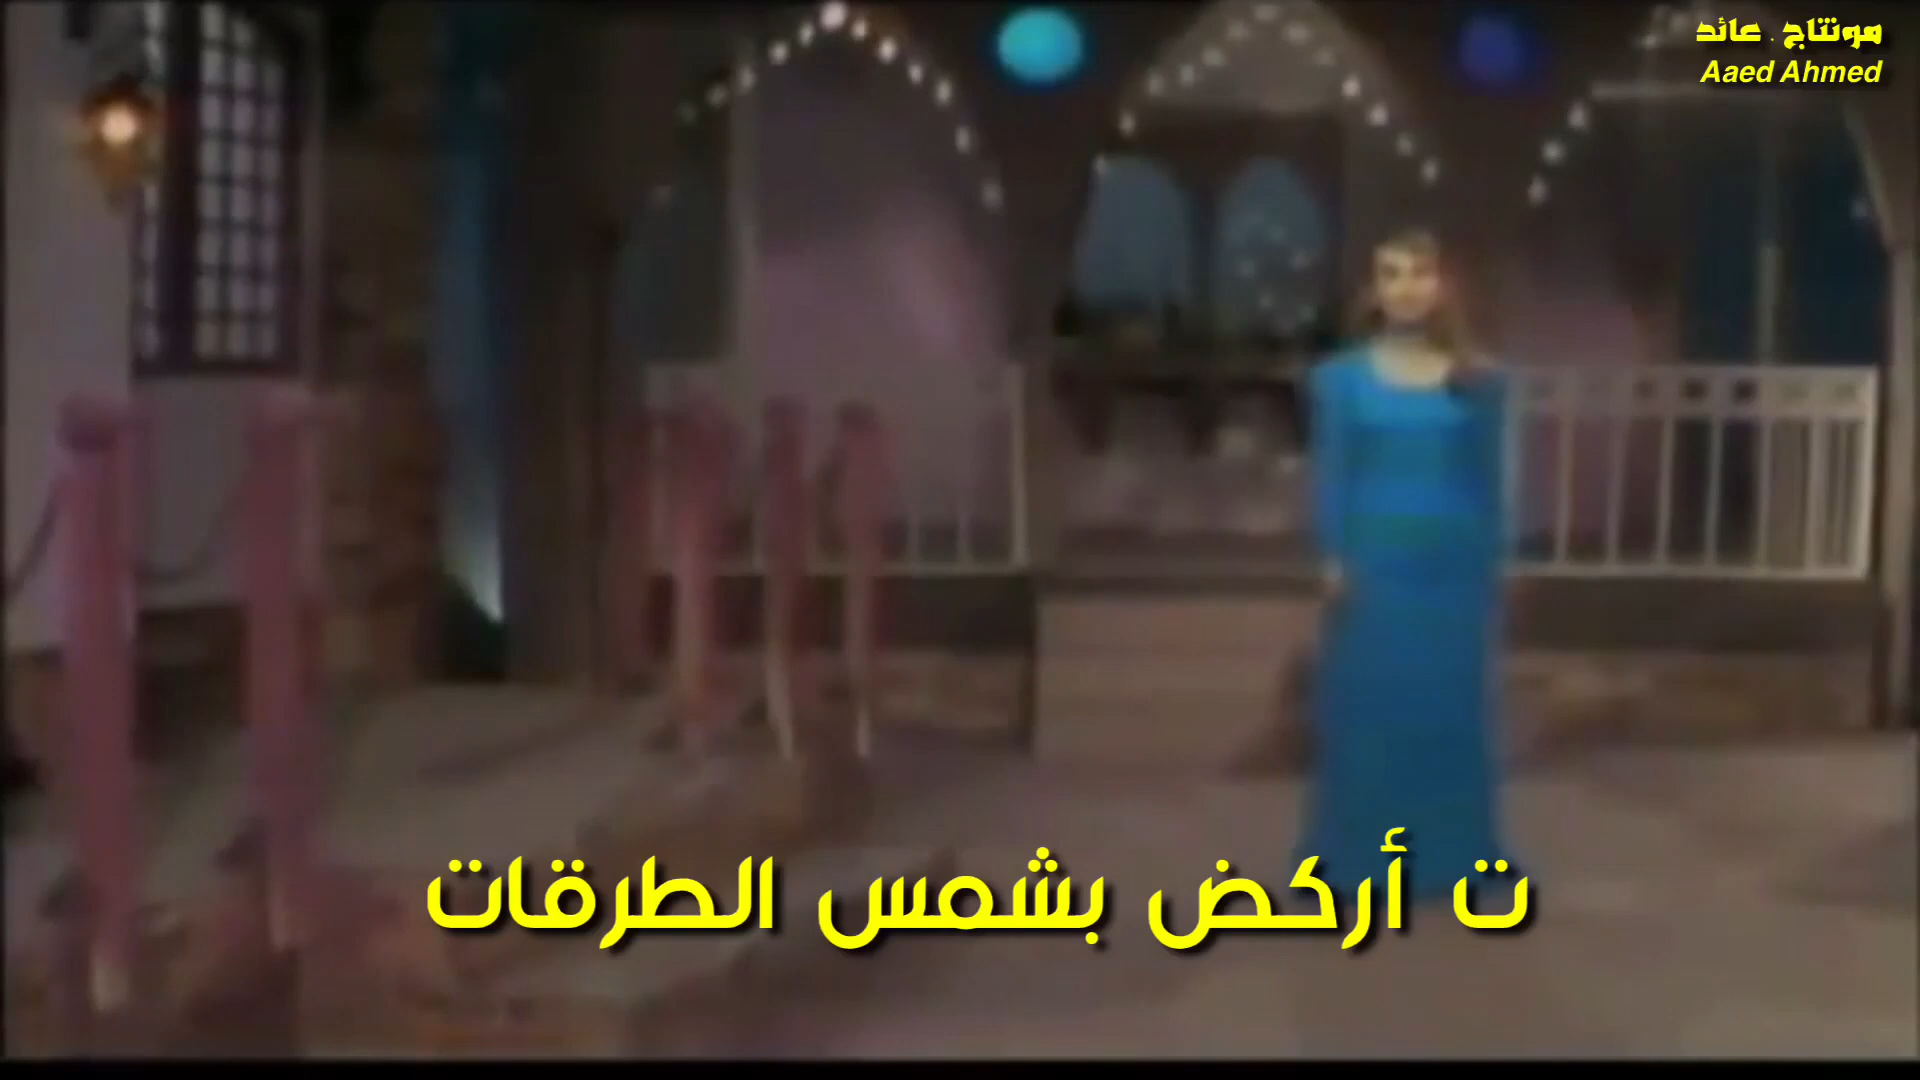 مونتاج . عائد
Aaed Ahmed
ت أركض بشمس الطرقات